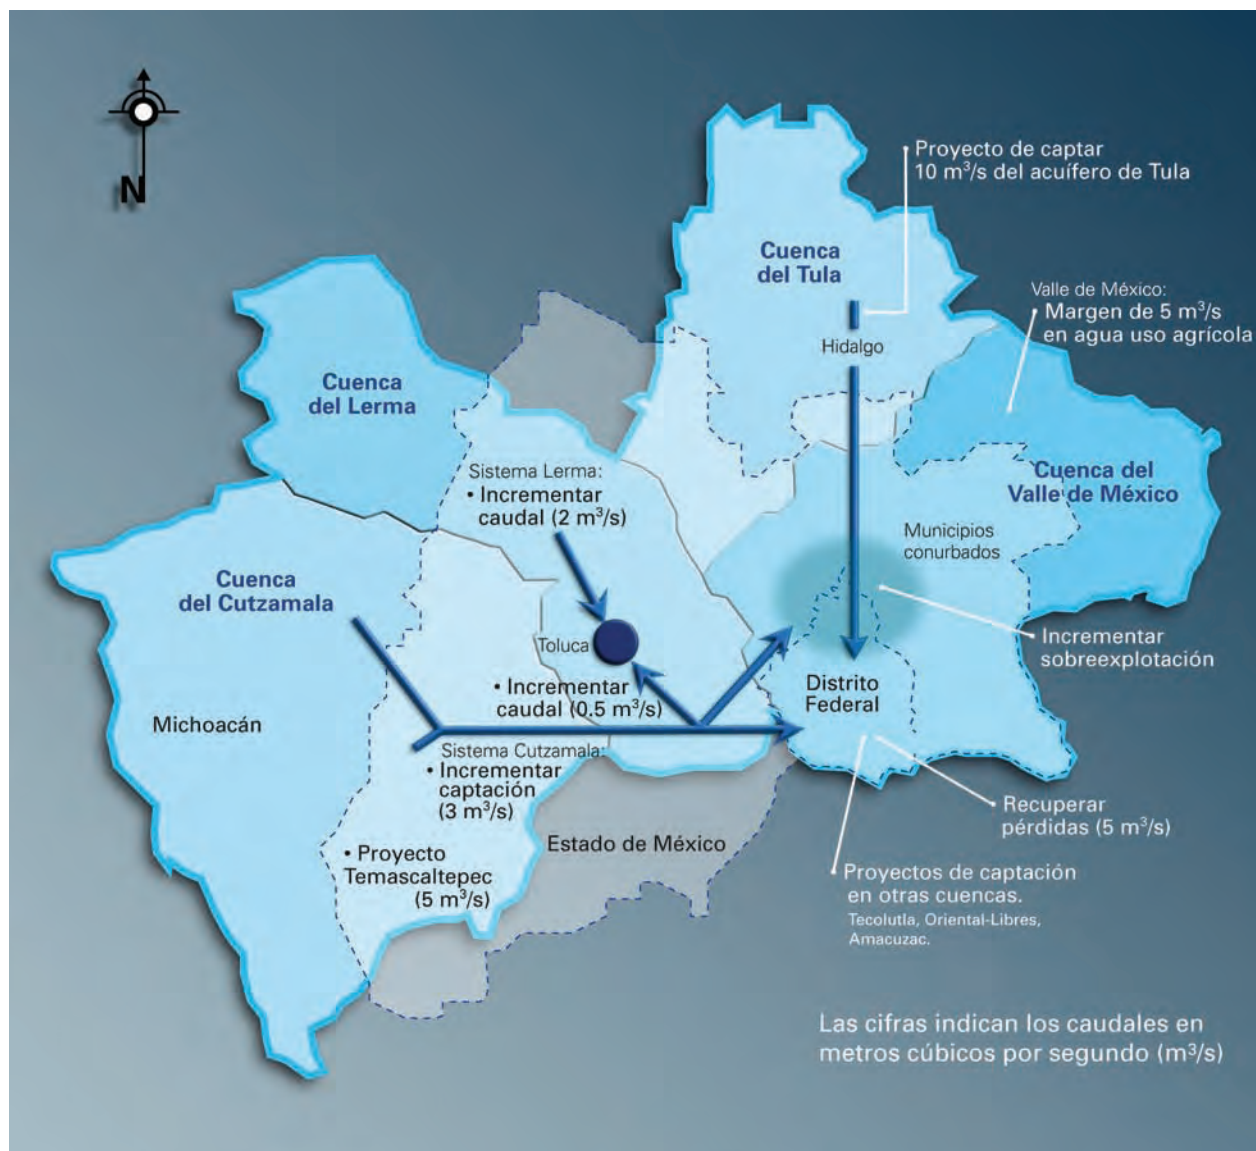 N
Proyecto de captar
10 m³/s del acuífero de Tula
Cuenca
del Tula
Valle de México:
Margen de 5 m³/s
en agua uso agrícola
Hidalgo
Cuenca
del Lerma
Sistema Lerma:
• Incrementar
caudal (2 m³/s)
Cuenca del
Valle de México
Municipios
conurbados
Cuenca
del Cutzamala
Toluca
Incrementar
sobreexplotación
• Incrementar
caudal (0.5 m³/s)
Distrito
Federal
Michoacán
Sistema Cutzamala:
• Incrementar
captación
(3 m³/s)
Recuperar
pérdidas (5 m³/s)
Estado de México
• Proyecto
Temascaltepec
(5 m³/s)
Proyectos de captación
en otras cuencas.
Tecolutla, Oriental-Libres,
Amacuzac.
Las cifras indican los caudales en
metros cúbicos por segundo (m³/s)